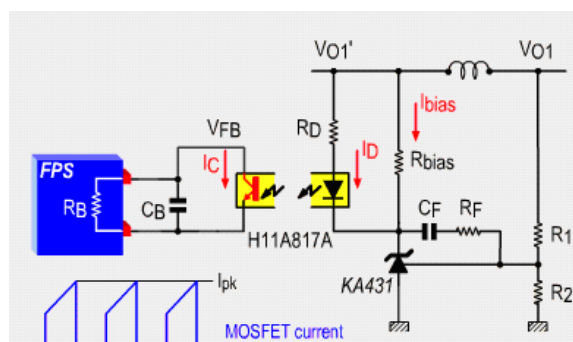 VO1'
VO1
Ibias
FPS
VFB
RD
ID
Rbias
IC
RB
CB
CF
RF
R1
H11A817A
KA431
R2
Ipk
MOSFET current